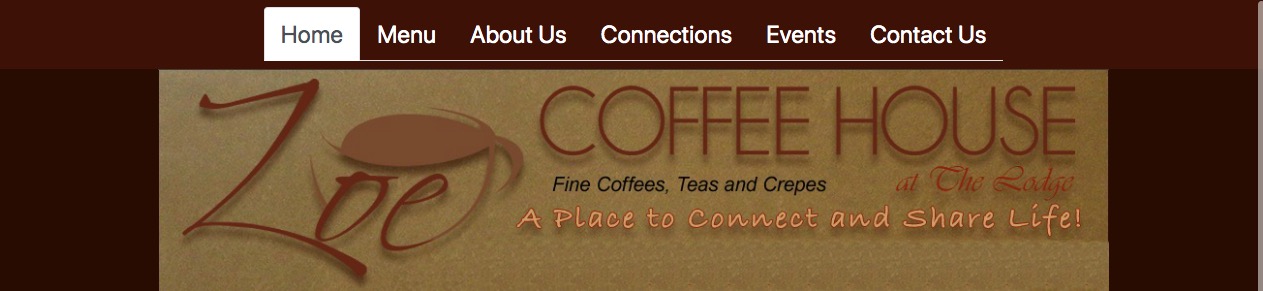 Home Menu About Us Connections Events Contact Us
Zoe COFFEE HOUSE
Fine Coffees, Teas and Crepes at The Lodge
A Place to Connect and Share Life!